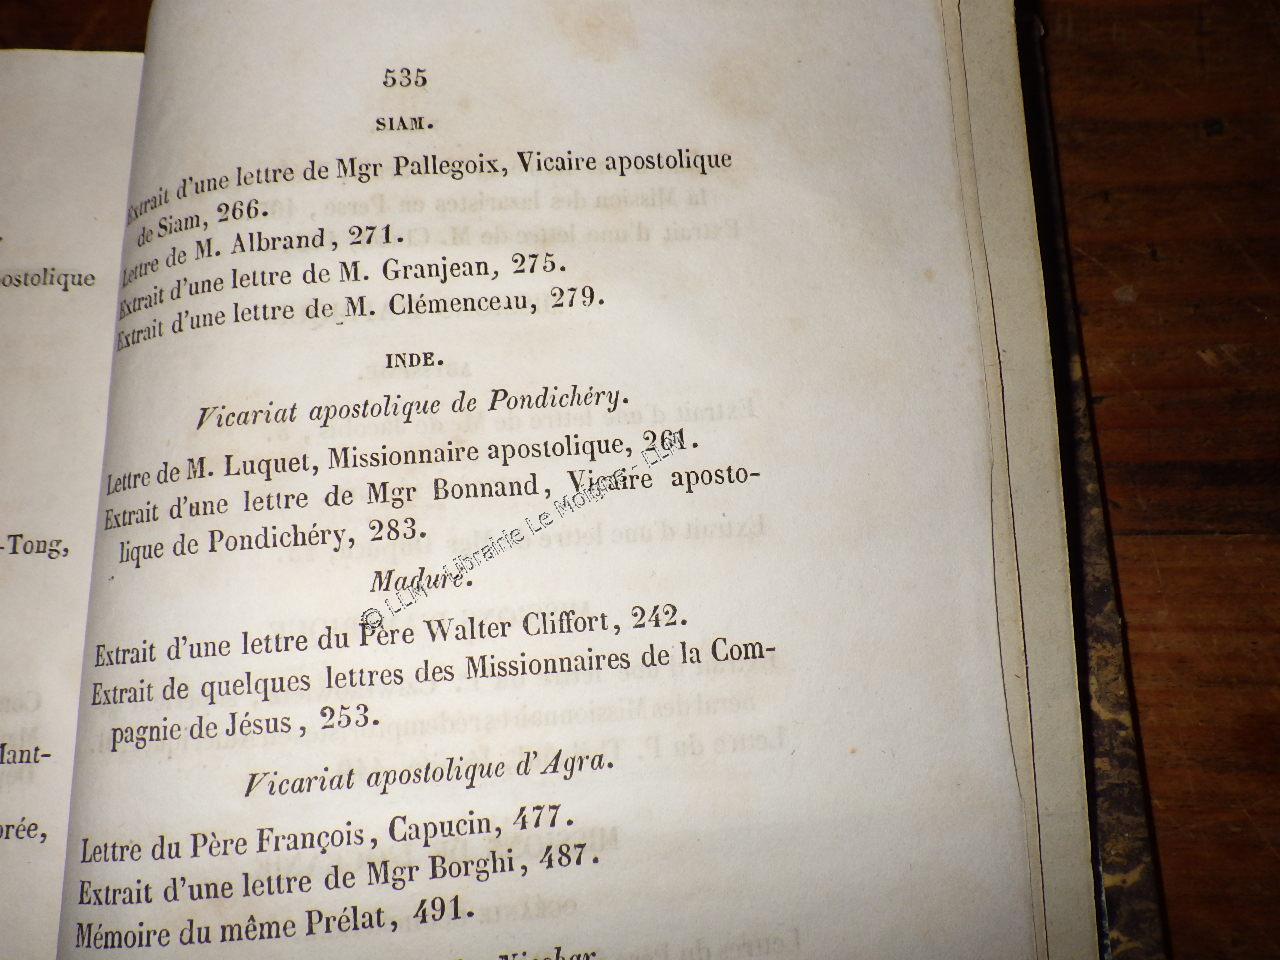 ostolique
-Tong,
535
SIAM.
Extrait d'une lettre de Mgr Pallegoix, Vicaire apostolique
de Siam, 266.
Lettre de M. Albrand, 271.
Extrait d'une lettre de M. Granjean, 275.
Extrait d'une lettre de M. Clémenceau, 279.
INDE.
Vicariat apostolique de Pondichéry.
Lettre de M. Luquet, Missionnaire apostolique, 261.
Extrait d'une lettre de Mgr Bonnand, Vicaire aposto-
lique de Pondichéry, 283.
Maduré.
Extrait d'une lettre du Père Walter Cliffort, 242.
Extrait de quelques lettres des Missionnaires de la Com-
pagnie de Jésus, 253.
Vicariat apostolique d'Agra.
Lettre du Père François, Capucin, 477.
Extrait d'une lettre de Mgr Borghi, 487.
Mémoire du même Prélat, 491.
© LLM - Librairie Le Moigne - LLM